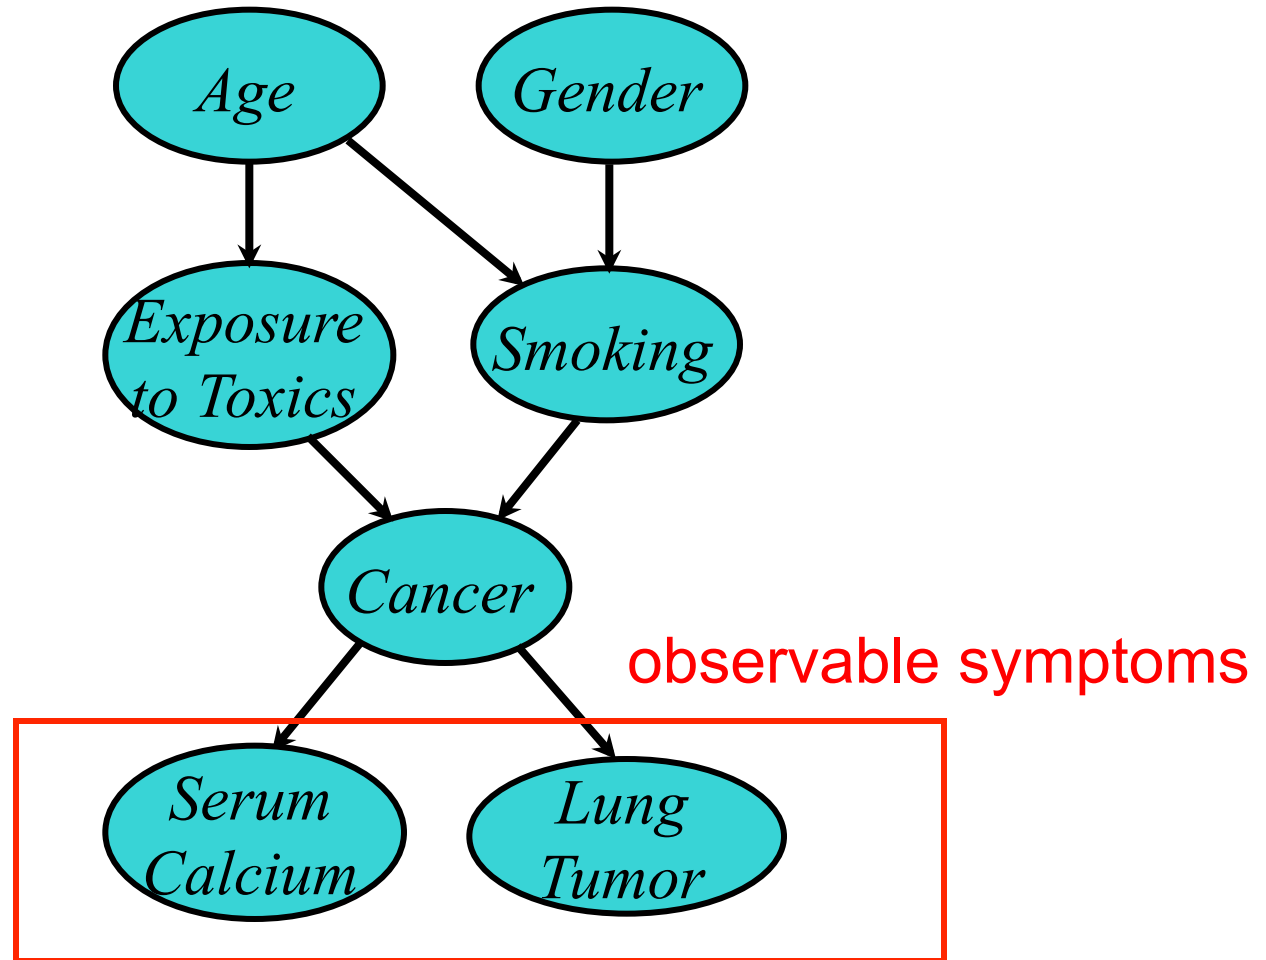 Age
Gender
Exposure
to Toxics
Smoking
Cancer
observable symptoms
Serum
Calcium
Lung
Tumor